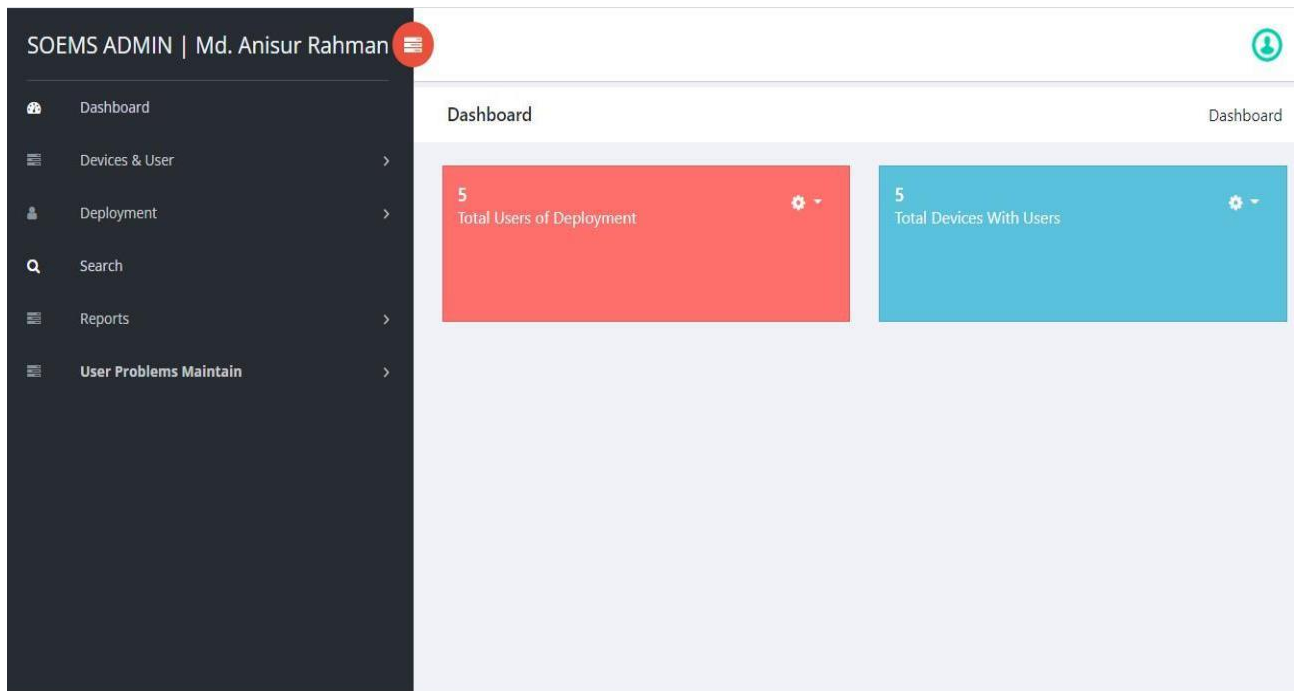 SOEMS ADMIN | Md. Anisur Rahman
Dashboard
Devices & User
Deployment
Search
Reports
User Problems Maintain
Dashboard
Dashboard
5
Total Users of Deployment
5
Total Devices With Users